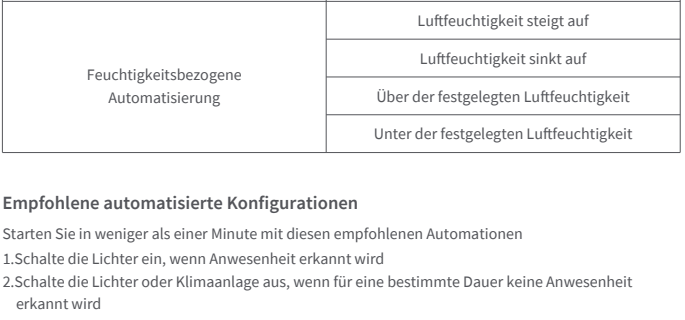 Luftfeuchtigkeit steigt auf
Luftfeuchtigkeit sinkt auf
Feuchtigkeitsbezogene
Automatisierung
Über der festgelegten Luftfeuchtigkeit
Unter der festgelegten Luftfeuchtigkeit
Empfohlene automatisierte Konfigurationen
Starten Sie in weniger als einer Minute mit diesen empfohlenen Automationen
1.Schalte die Lichter ein, wenn Anwesenheit erkannt wird
2.Schalte die Lichter oder Klimaanlage aus, wenn für eine bestimmte Dauer keine Anwesenheit
erkannt wird